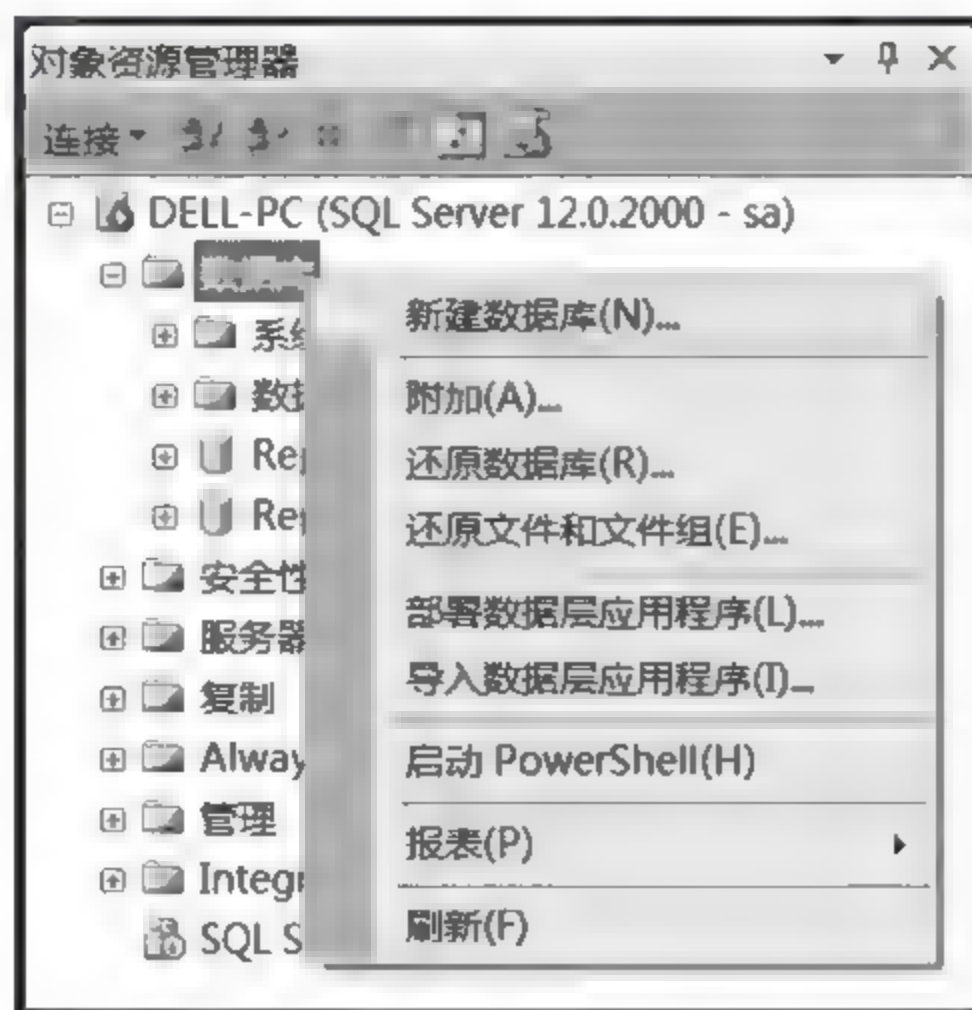 对象资源管理器
连接
DELL-PC (SQL Server 12.0.2000 - sa)
系统
数据
Rep
Rep
安全性
服务器
复制
Alway
管理
Integr
SQL S
新建数据库(N)...
附加(A)...
还原数据库(R)...
还原文件和文件组(E)...
部署数据层应用程序(L)...
导入数据层应用程序(I)...
启动 PowerShell(H)
报表(P)
刷新(F)